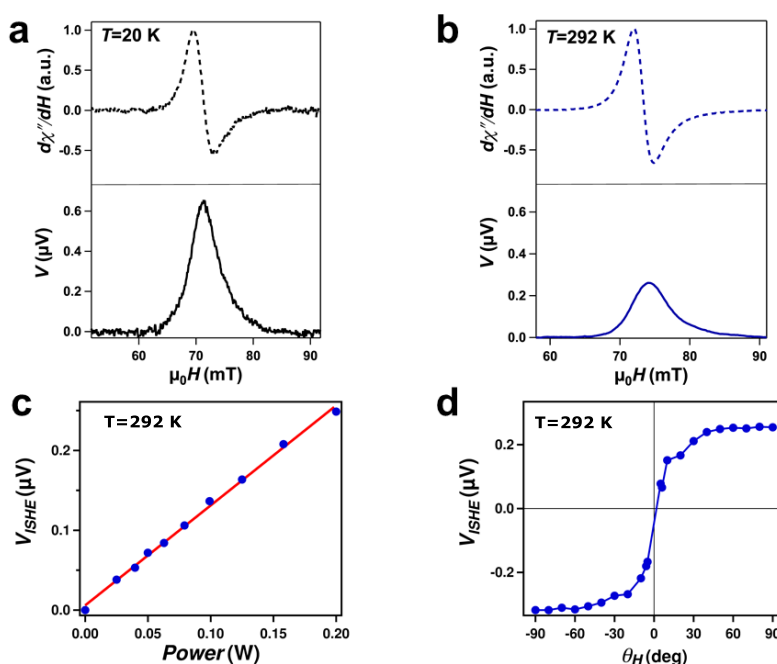 a
T=20 K
dχ''/dH (a.u.)
1.0
0.5
0.0
-0.5
V (µV)
0.6
0.4
0.2
0.0
60 70 80 90
µ₀H (mT)
b
T=292 K
dχ''/dH (a.u.)
1.0
0.5
0.0
-0.5
V (µV)
0.6
0.4
0.2
0.0
60 70 80 90
µ₀H (mT)
c
T=292 K
V_ISHE (µV)
0.2
0.1
0.0
0.00 0.05 0.10 0.15 0.20
Power (W)
d
T=292 K
V_ISHE (µV)
0.2
0.0
-0.2
-90 -60 -30 0 30 60 90
θ_H (deg)